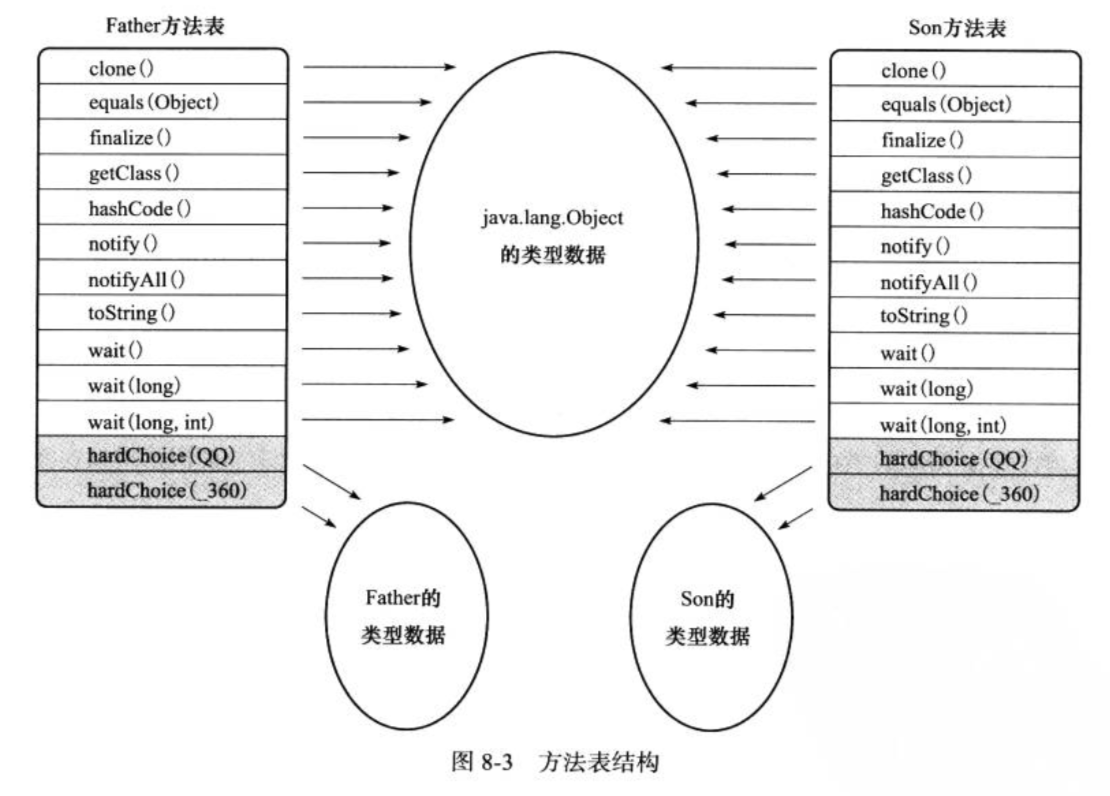 Father方法表
clone()
equals(Object)
finalize()
getClass()
hashCode()
notify()
notifyAll()
toString()
wait()
wait(long)
wait(long, int)
hardChoice(QQ)
hardChoice(_360)
java.lang.Object
的类型数据
Son方法表
clone()
equals(Object)
finalize()
getClass()
hashCode()
notify()
notifyAll()
toString()
wait()
wait(long)
wait(long, int)
hardChoice(QQ)
hardChoice(_360)
Father的
类型数据
Son的
类型数据
图 8-3 方法表结构